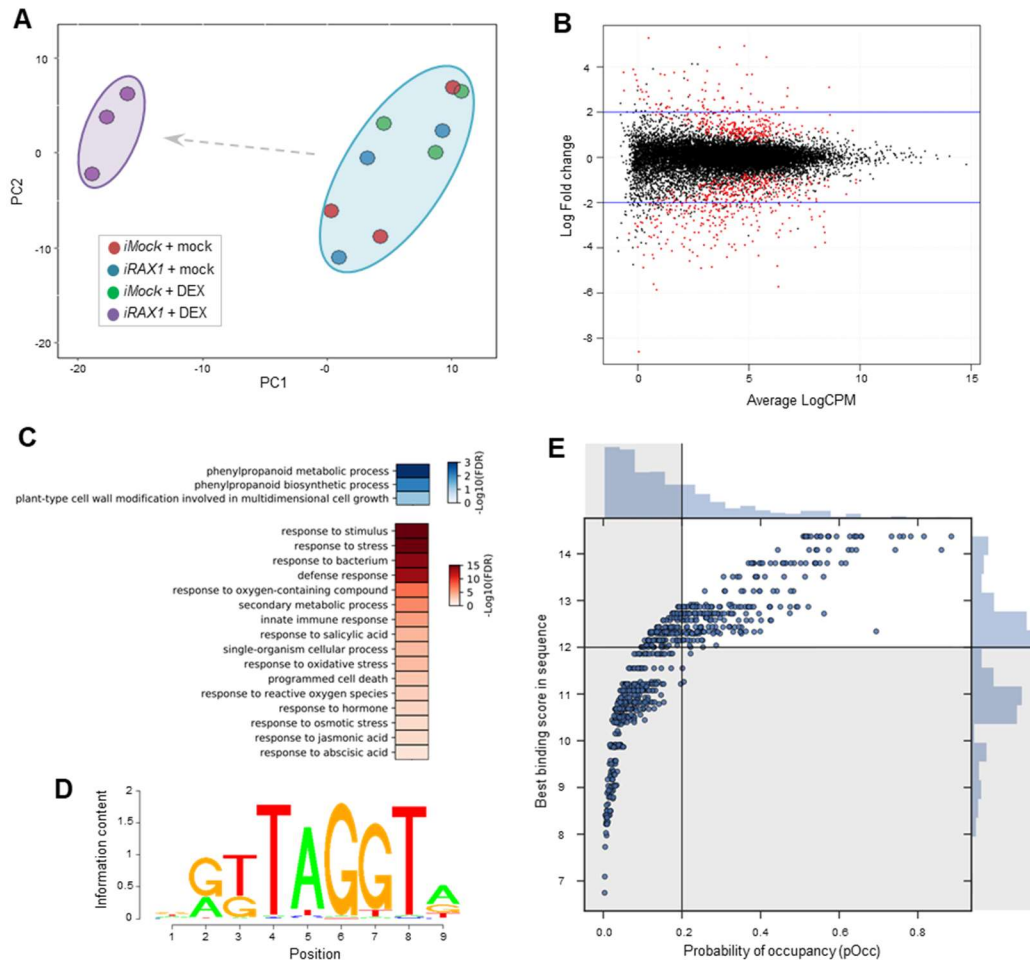 A
10
0
-10
-20
PC2
-20
-10
-0
10
PC1
iMock + mock
iRAX1 + mock
iMock + DEX
iRAX1 + DEX
B
4
2
0
-2
-4
-6
-8
Log Fold change
0
5
10
15
Average LogCPM
C
phenylpropanoid metabolic process
phenylpropanoid biosynthetic process
plant-type cell wall modification involved in multidimensional cell growth
3
2
1
0
-Log10(FDR)
response to stimulus
response to stress
response to bacterium
defense response
response to oxygen-containing compound
secondary metabolic process
innate immune response
response to salicylic acid
single-organism cellular process
response to oxidative stress
programmed cell death
response to reactive oxygen species
response to hormone
response to osmotic stress
response to jasmonic acid
response to abscisic acid
15
10
5
0
-Log10(FDR)
D
2
1.5
1
0.5
0
Information content
G T T A G G T A
A G G
1 2 3 4 5 6 7 8 9
Position
E
14
13
12
11
10
9
8
7
Best binding score in sequence
0.0
0.2
0.4
0.6
0.8
Probability of occupancy (pOcc)